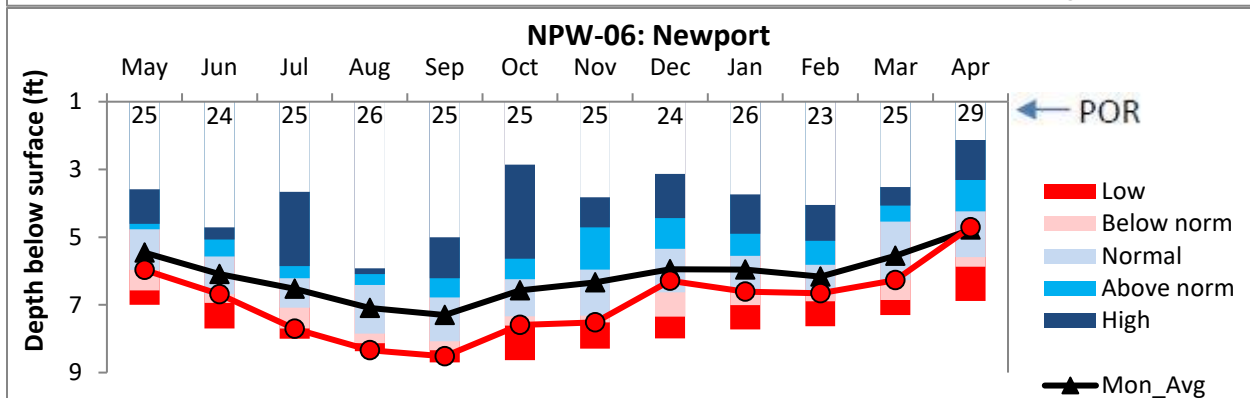 NPW-06: Newport
May Jun Jul Aug Sep Oct Nov Dec Jan Feb Mar Apr
Depth below surface (ft)
1
3
5
7
9
25 24 25 26 25 25 25 24 26 23 25 29
POR
Low
Below norm
Normal
Above norm
High
Mon_Avg